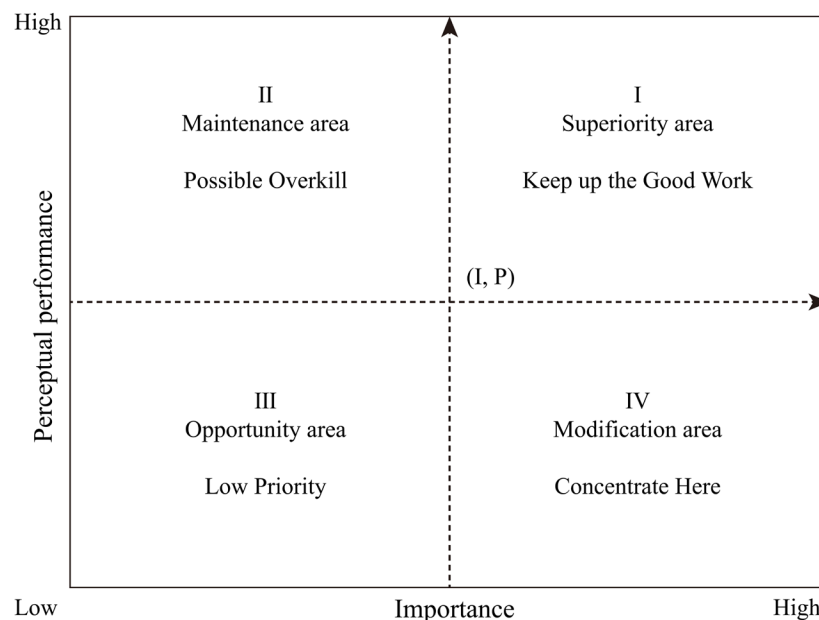 High
II
Maintenance area
Possible Overkill
I
Superiority area
Keep up the Good Work
Perceptual performance
(I, P)
III
Opportunity area
Low Priority
IV
Modification area
Concentrate Here
Low
Importance
High